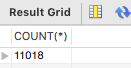 Result Grid
COUNT(*)
11018